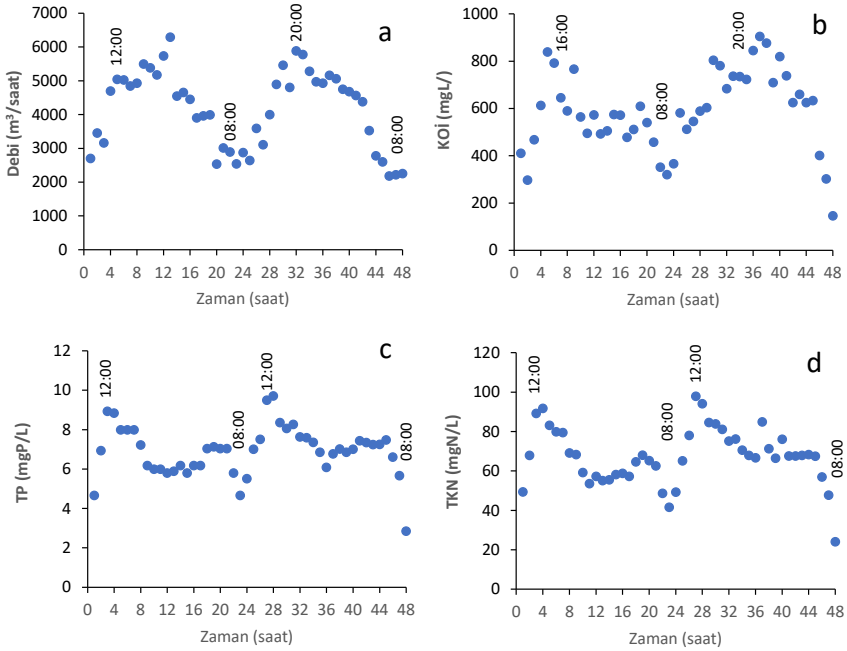 a
7000
6000
5000
4000
3000
2000
1000
0
Debi (m³/saat)
12:00
08:00
20:00
08:00
0 4 8 12 16 20 24 28 32 36 40 44 48
Zaman (saat)
b
1000
800
600
400
200
0
KOİ (mgL/)
16:00
08:00
20:00
0 4 8 12 16 20 24 28 32 36 40 44 48
Zaman (saat)
c
12
10
8
6
4
2
0
TP (mgP/L)
12:00
08:00
12:00
08:00
0 4 8 12 16 20 24 28 32 36 40 44 48
Zaman (saat)
d
120
100
80
60
40
20
0
TKN (mgN/L)
12:00
08:00
12:00
08:00
0 4 8 12 16 20 24 28 32 36 40 44 48
Zaman (saat)